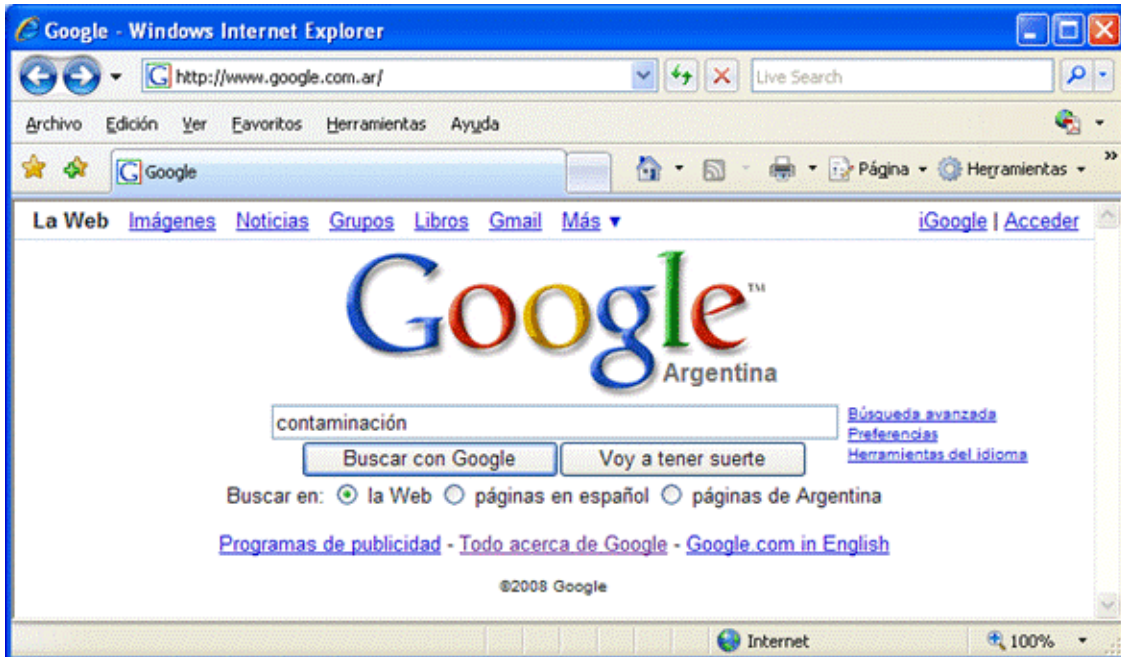 Google - Windows Internet Explorer
http://www.google.com.ar/ Live Search
Archivo Edición Ver Favoritos Herramientas Ayuda
Google Página Herramientas »
La Web Imágenes Noticias Grupos Libros Gmail Más ▼ iGoogle | Acceder
Google™
Argentina
contaminación Búsqueda avanzada
Preferencias
Buscar con Google Voy a tener suerte Herramientas del idioma
Buscar en: la Web páginas en español páginas de Argentina
Programas de publicidad - Todo acerca de Google - Google.com in English
©2008 Google
Internet 100%